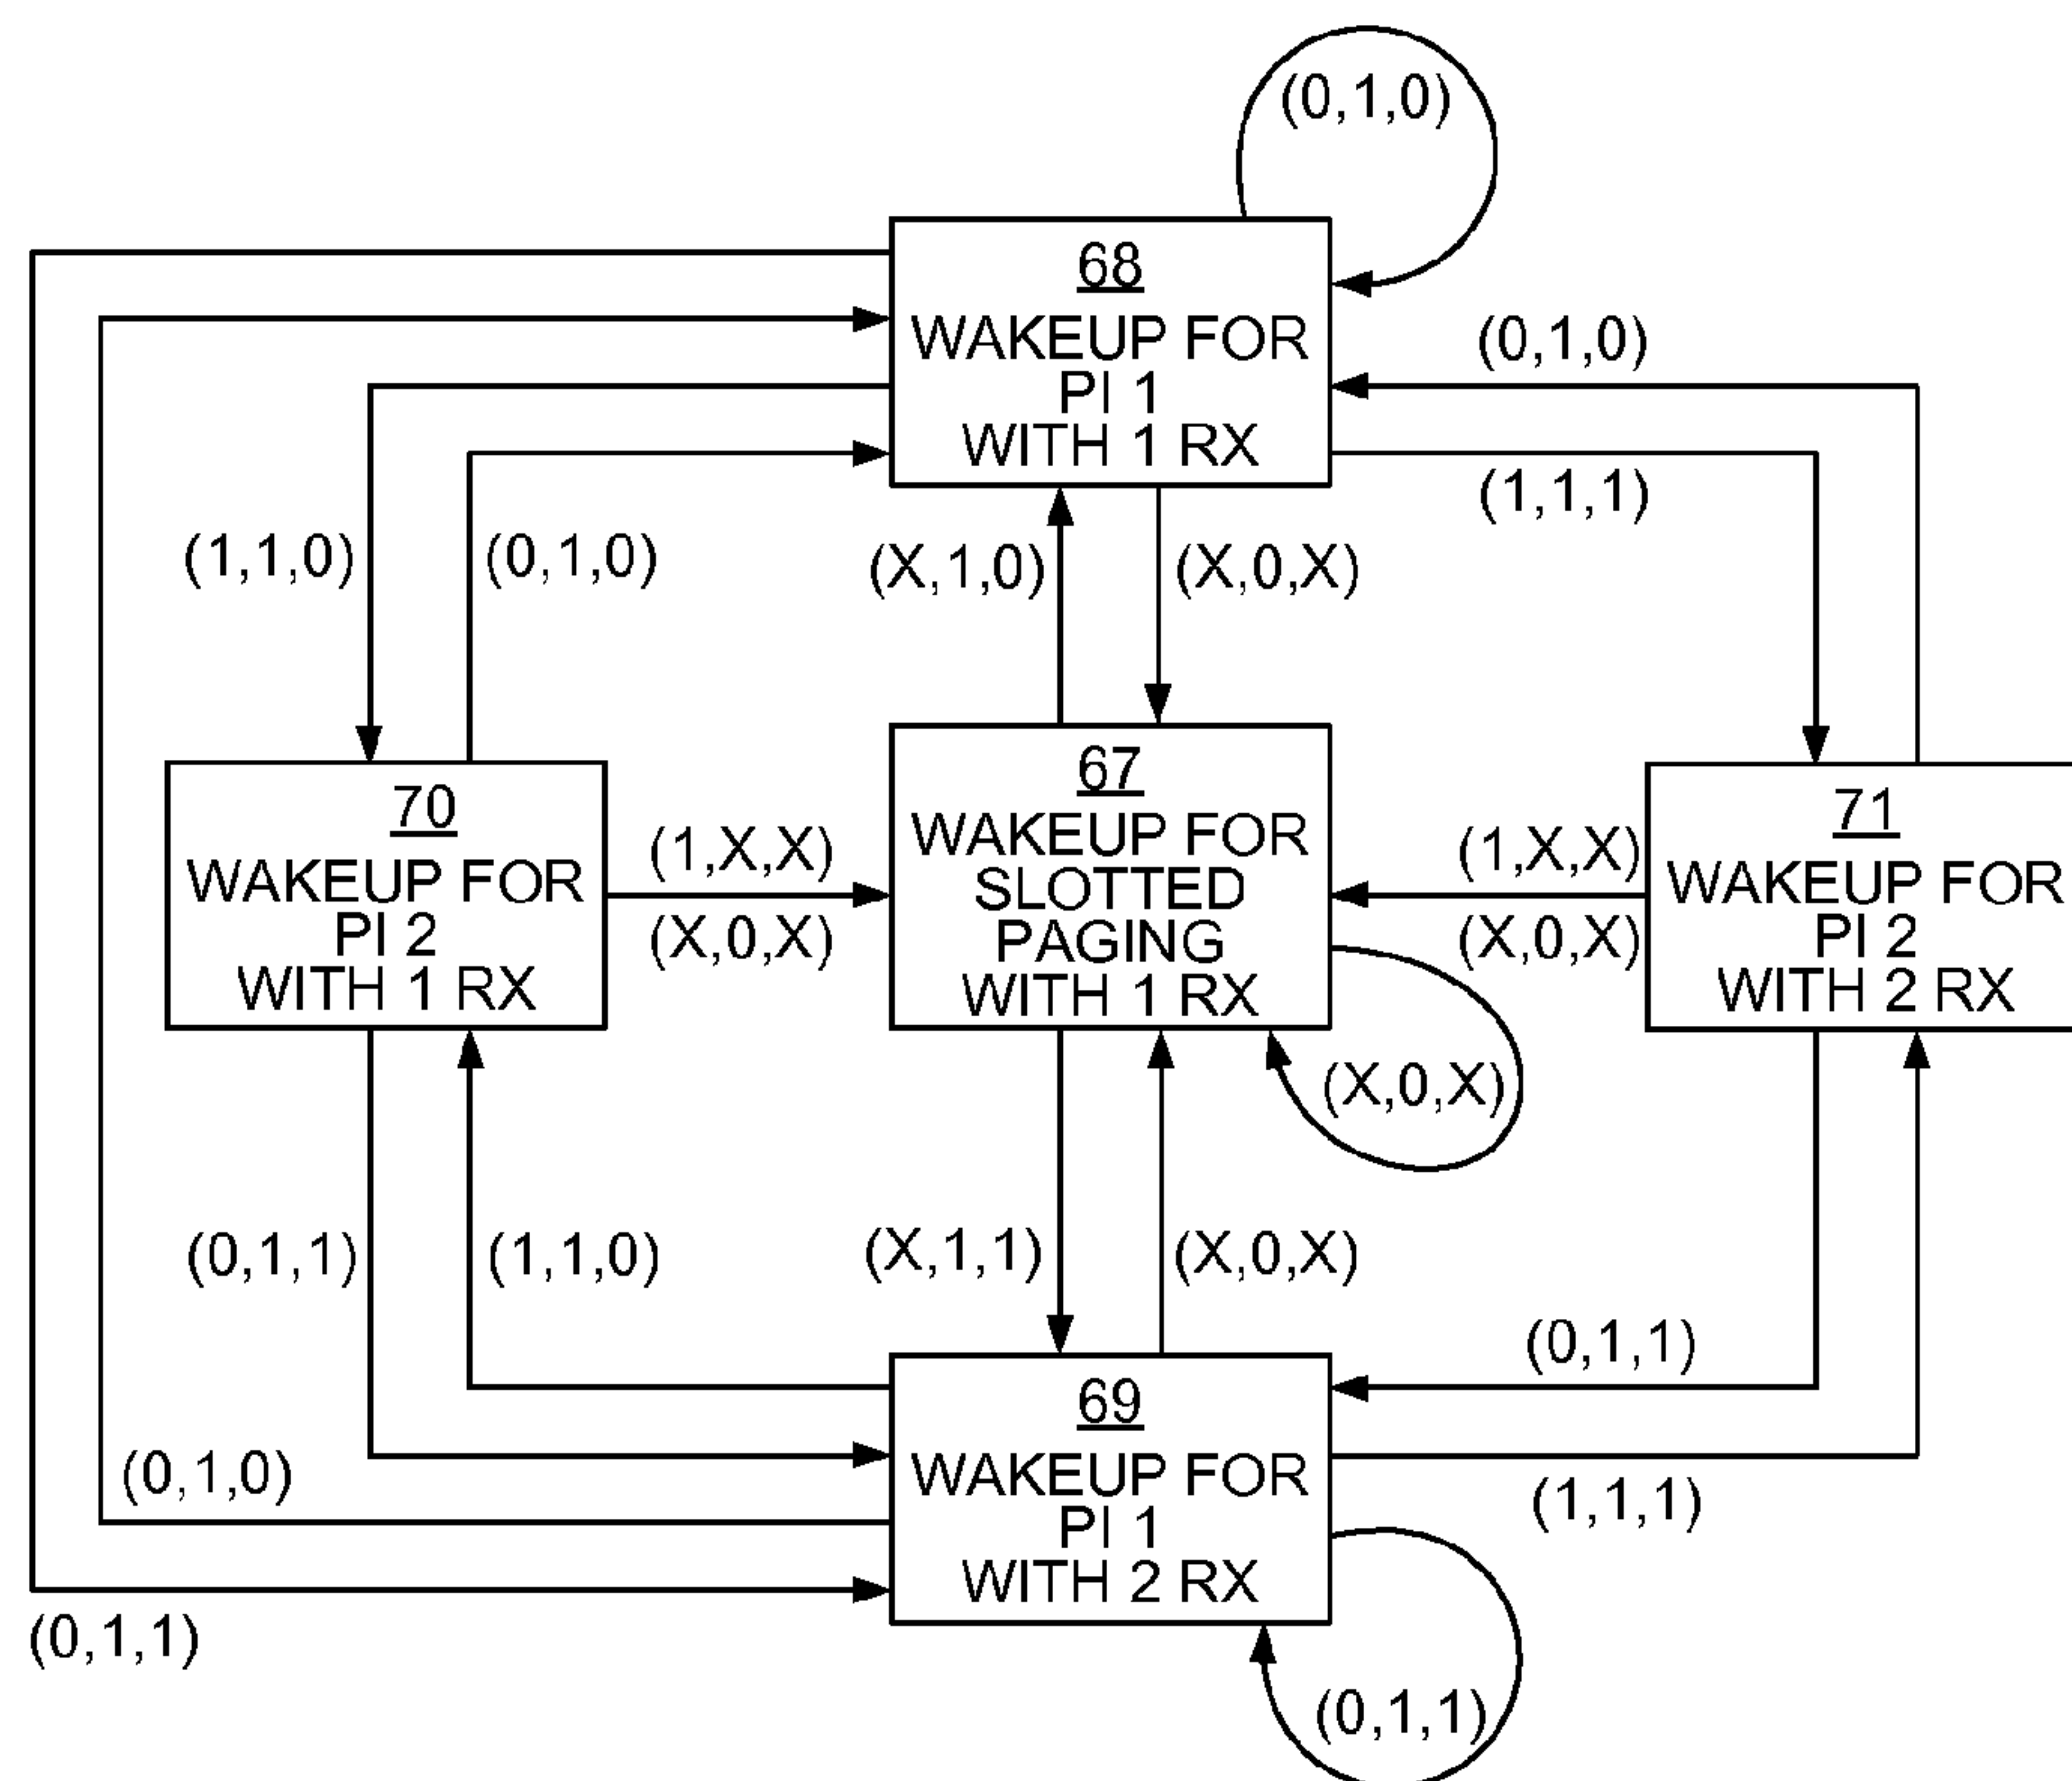 (0,1,0)
68
WAKEUP FOR
PI 1
WITH 1 RX
(0,1,0)
(1,1,1)
(1,1,0)
(0,1,0)
(X,1,0)
(X,0,X)
70
WAKEUP FOR
PI 2
WITH 1 RX
(1,X,X)
(X,0,X)
67
WAKEUP FOR
SLOTTED
PAGING
WITH 1 RX
(1,X,X)
(X,0,X)
71
WAKEUP FOR
PI 2
WITH 2 RX
(X,0,X)
(0,1,1)
(1,1,0)
(X,1,1)
(X,0,X)
(0,1,1)
69
WAKEUP FOR
PI 1
WITH 2 RX
(0,1,0)
(1,1,1)
(0,1,1)
(0,1,1)